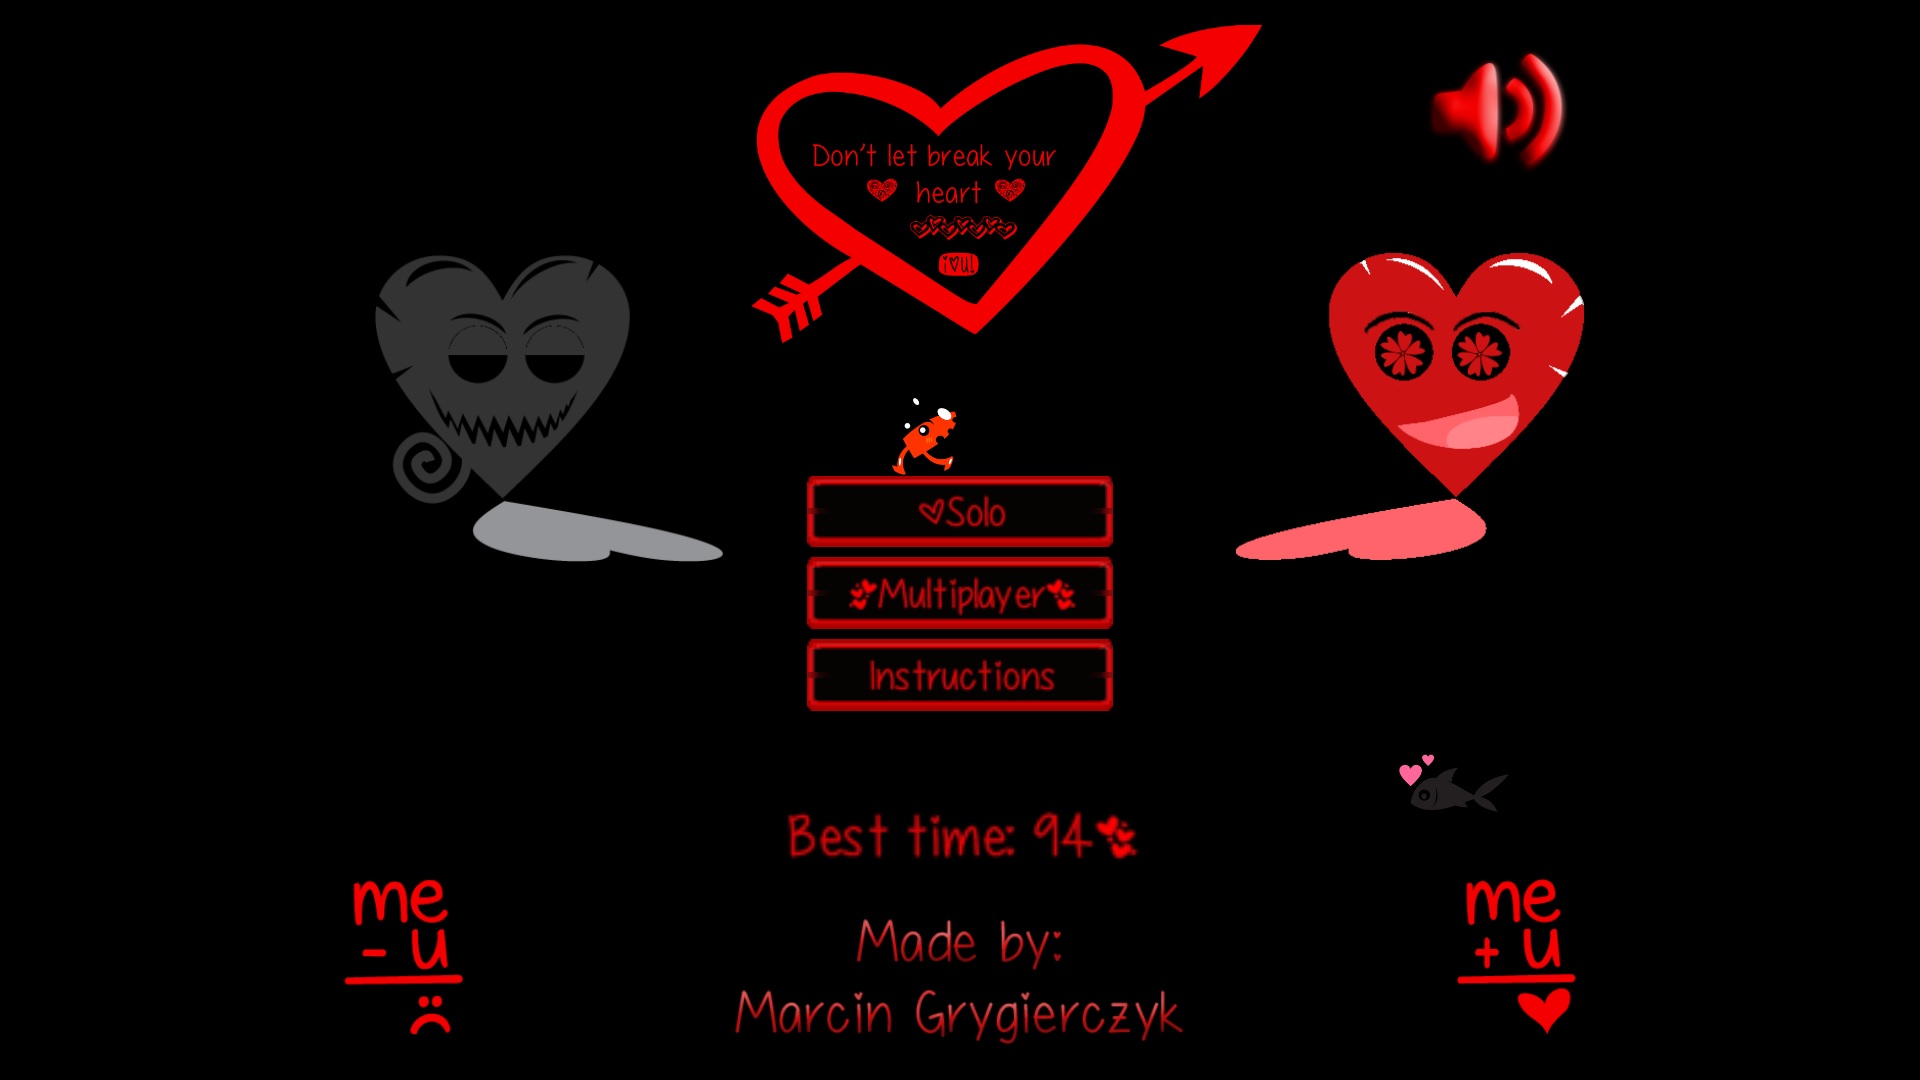 Don't let break your
heart
i♥u!
Solo
Multiplayer
Instructions
Best time: 94
me
- u
me
+ u
Made by:
Marcin Grygierczyk